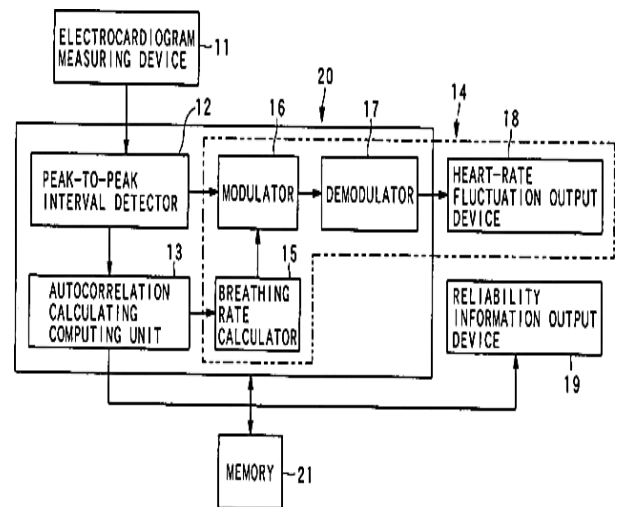 ELECTROCARDIOGRAM
MEASURING DEVICE
11
20
12
16
17
14
18
PEAK-TO-PEAK
INTERVAL DETECTOR
MODULATOR
DEMODULATOR
HEART-RATE
FLUCTUATION OUTPUT
DEVICE
13
15
AUTOCORRELATION
CALCULATING
COMPUTING UNIT
BREATHING
RATE
CALCULATOR
RELIABILITY
INFORMATION OUTPUT
DEVICE
19
MEMORY
21